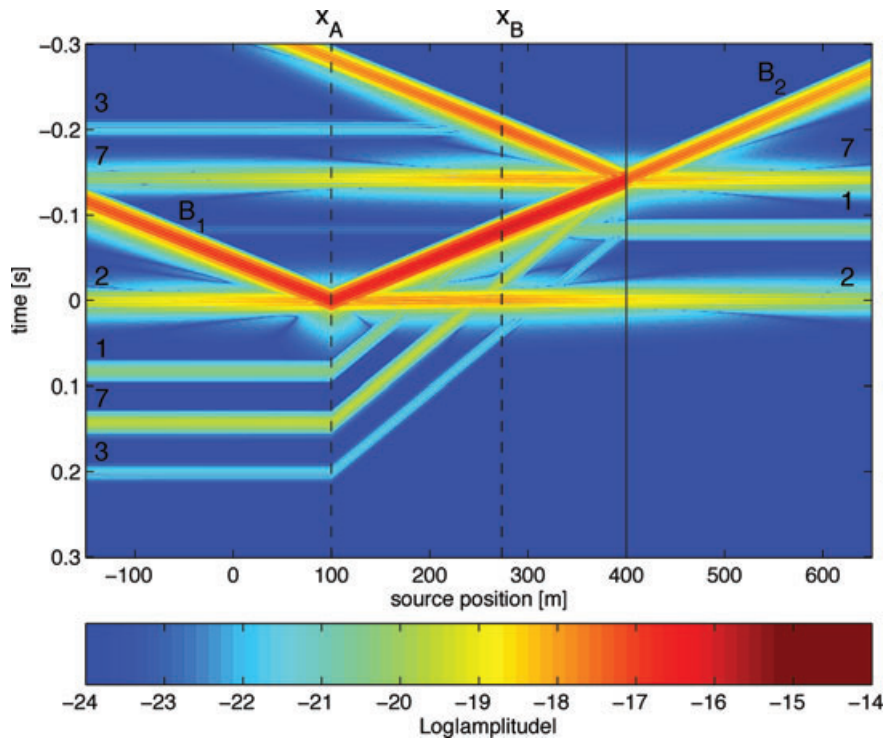 x_A x_B
-0.3
3
B_2
-0.2
7 7
1
-0.1
B_1
2 2
0
time [s]
1
0.1
7
3
0.2
0.3
-100 0 100 200 300 400 500 600
source position [m]
-24 -23 -22 -21 -20 -19 -18 -17 -16 -15 -14
Loglamplitudel